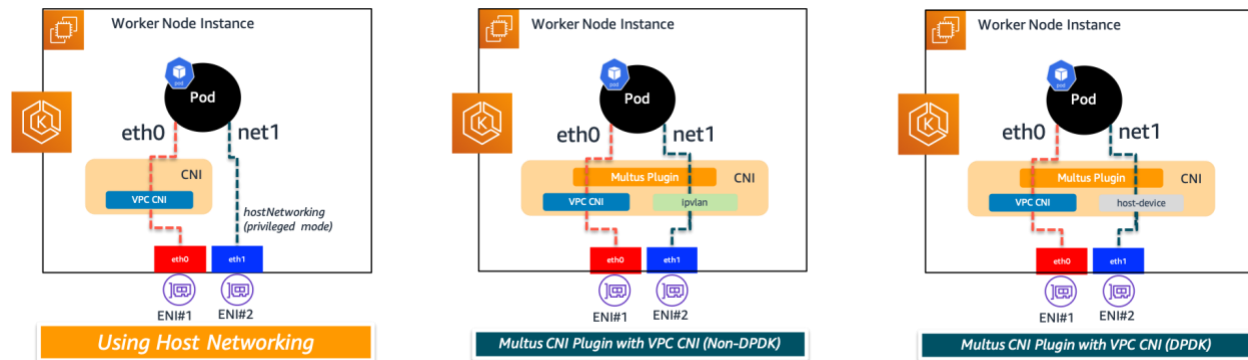 Worker Node Instance
pod
Pod
K
eth0
net1
CNI
VPC CNI
hostNetworking
(privileged mode)
eth0
eth1
ENI#1
ENI#2
Using Host Networking
Worker Node Instance
pod
Pod
K
eth0
net1
Multus Plugin
CNI
VPC CNI
ipvlan
eth0
eth1
ENI#1
ENI#2
Multus CNI Plugin with VPC CNI (Non-DPDK)
Worker Node Instance
pod
Pod
K
eth0
net1
Multus Plugin
CNI
VPC CNI
host-device
eth0
eth1
ENI#1
ENI#2
Multus CNI Plugin with VPC CNI (DPDK)